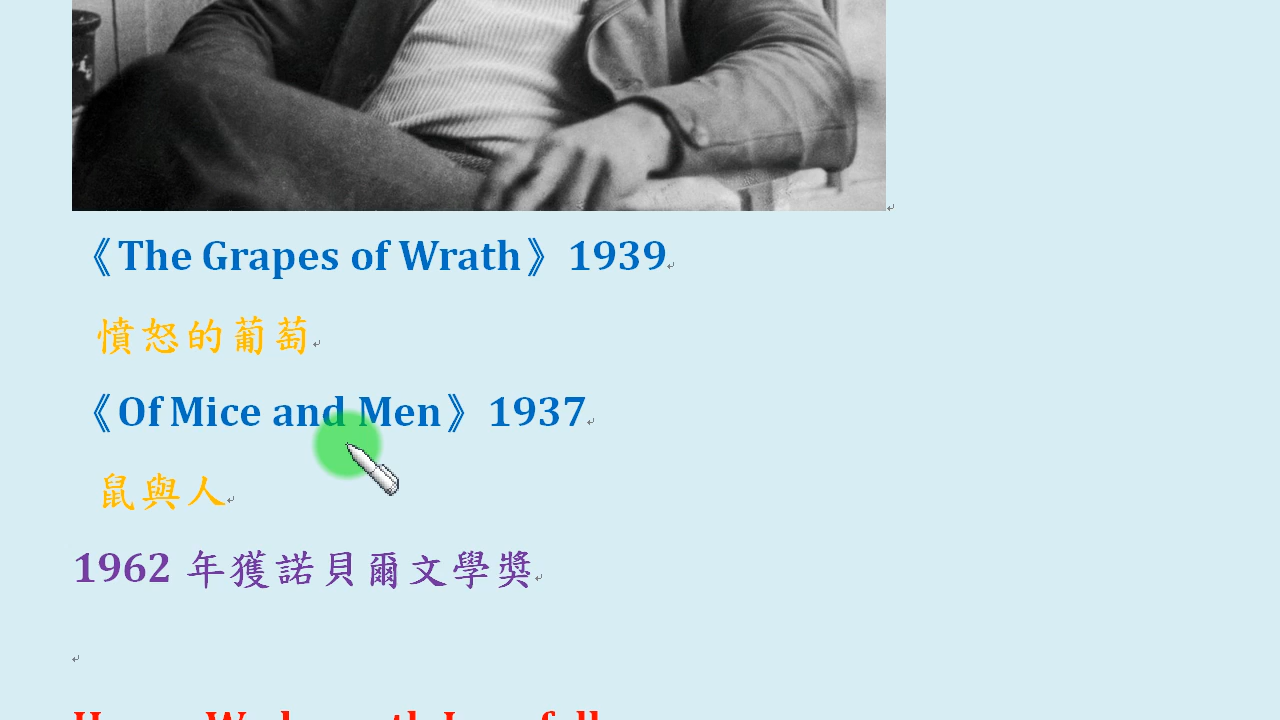 《The Grapes of Wrath》1939
憤怒的葡萄
《Of Mice and Men》1937
鼠與人
1962 年獲諾貝爾文學獎